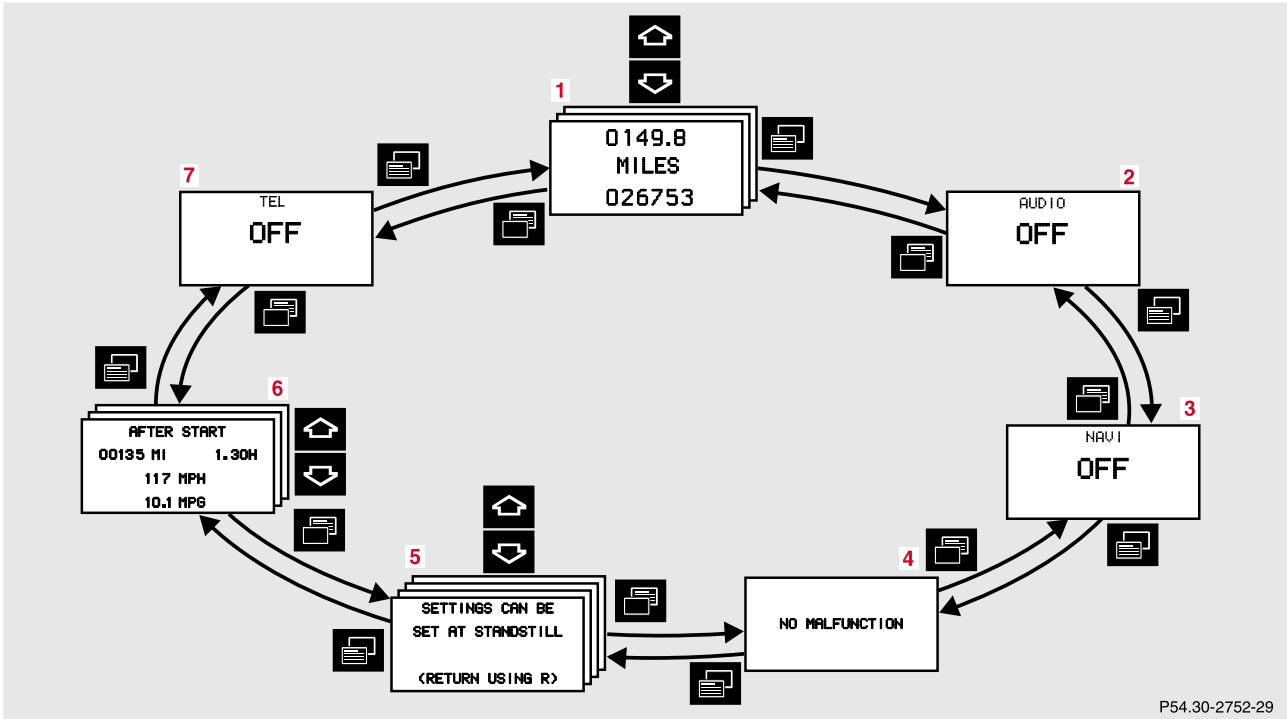 1
0149.8
MILES
026753
2
AUDIO
OFF
3
NAVI
OFF
4
NO MALFUNCTION
5
SETTINGS CAN BE
SET AT STANDSTILL
(RETURN USING R)
6
AFTER START
00135 MI 1.30H
117 MPH
10.1 MPG
7
TEL
OFF
P54.30-2752-29